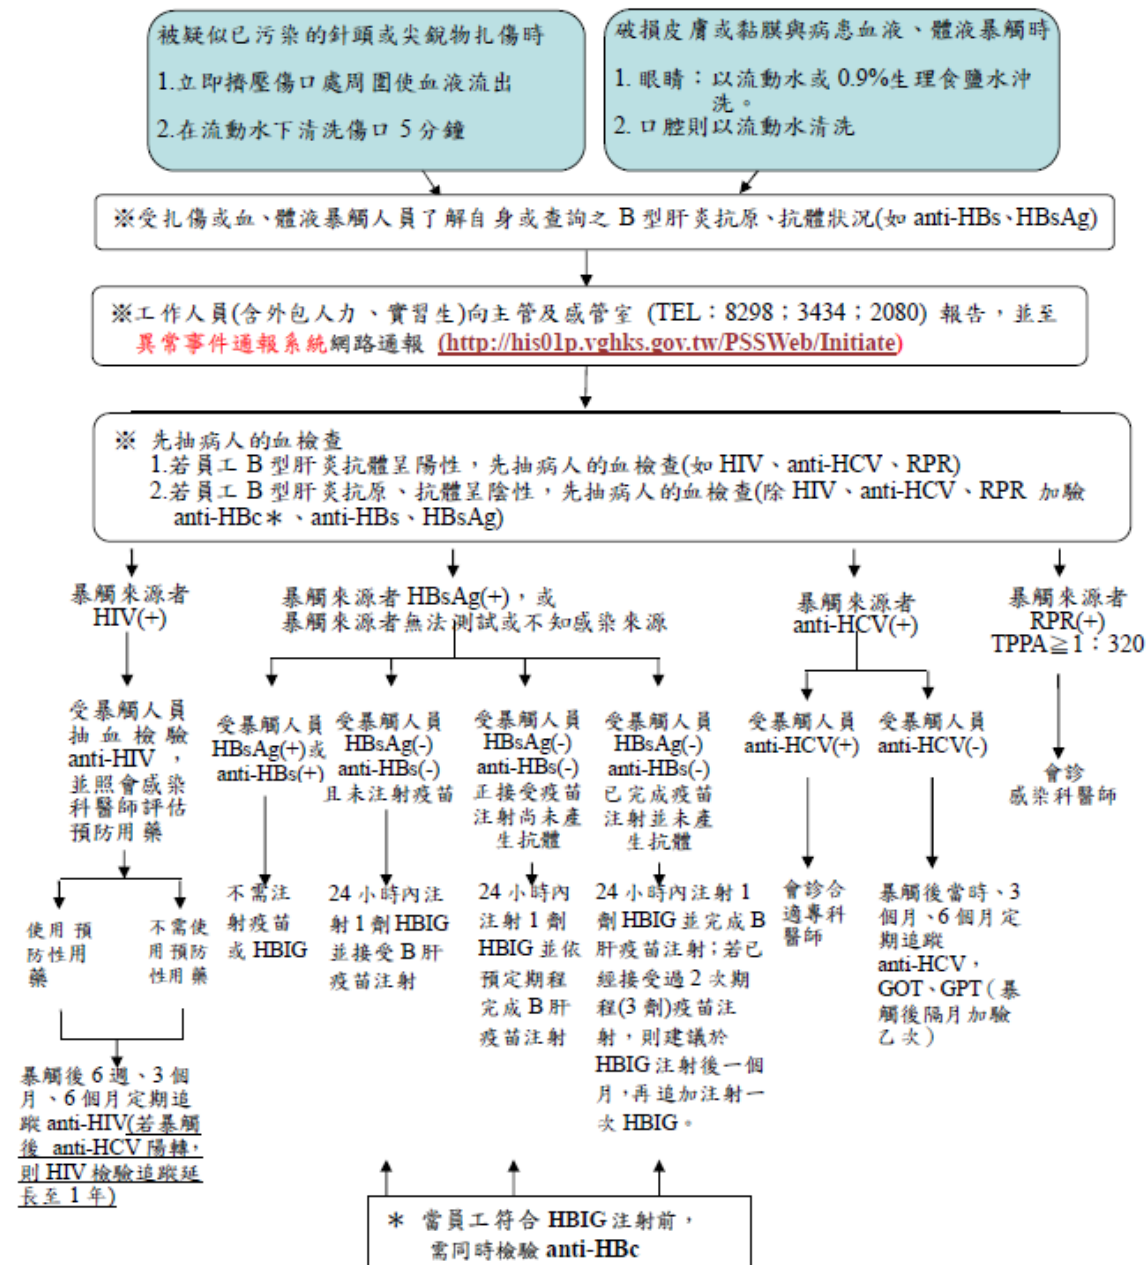 被疑似已污染的針頭或尖銳物扎傷時
1.立即擠壓傷口處周圍使血液流出
2.在流動水下清洗傷口 5 分鐘
破損皮膚或黏膜與病患血液、體液暴觸時
1. 眼睛：以流動水或 0.9%生理食鹽水沖
洗。
2. 口腔則以流動水清洗
※受扎傷或血、體液暴觸人員了解自身或查詢之 B 型肝炎抗原、抗體狀況(如 anti-HBs、HBsAg)
※工作人員(含外包人力、實習生)向主管及感管室 (TEL：8298；3434；2080) 報告，並至
異常事件通報系統網路通報 (http://his01p.vghks.gov.tw/PSSWeb/Initiate)
※ 先抽病人的血檢查
1.若員工 B 型肝炎抗體呈陽性，先抽病人的血檢查(如 HIV、anti-HCV、RPR)
2.若員工 B 型肝炎抗原、抗體呈陰性，先抽病人的血檢查(除 HIV、anti-HCV、RPR 加驗
anti-HBc＊、anti-HBs、HBsAg)
暴觸來源者
HIV(+)
暴觸來源者 HBsAg(+)，或
暴觸來源者無法測試或不知感染來源
暴觸來源者
anti-HCV(+)
暴觸來源者
RPR(+)
TPPA≧1：320
受暴觸人員
抽血檢驗
anti-HIV ，
並照會感染
科醫師評估
預防用藥
受暴觸人員
HBsAg(+)或
anti-HBs(+)
受暴觸人員
HBsAg(-)
anti-HBs(-)
且未注射疫苗
受暴觸人員
HBsAg(-)
anti-HBs(-)
正接受疫苗
注射尚未產
生抗體
受暴觸人員
HBsAg(-)
anti-HBs(-)
已完成疫苗
注射並未產
生抗體
受暴觸人員
anti-HCV(+)
受暴觸人員
anti-HCV(-)
會診
感染科醫師
使用 預
防性用
藥
不需使
用預防
性用藥
不需注
射疫苗
或 HBIG
24 小時內注
射 1 劑 HBIG
並接受 B 肝
疫苗注射
24 小時內
注射 1 劑
HBIG 並依
預定期程
完成 B 肝
疫苗注射
24 小時內注射 1
劑 HBIG 並完成 B
肝疫苗注射；若已
經接受過 2 次期
程(3 劑)疫苗注
射，則建議於
HBIG 注射後一個
月，再追加注射一
次 HBIG。
會診合
適專科
醫師
暴觸後當時、3
個月、6 個月定
期追蹤
anti-HCV，
GOT、GPT（暴
觸後隔月加驗
乙次）
暴觸後 6 週、3 個
月、6 個月定期追
蹤 anti-HIV(若暴觸
後 anti-HCV 陽轉，
則 HIV 檢驗追蹤延
長至 1 年)
＊ 當員工符合 HBIG 注射前，
需同時檢驗 anti-HBc